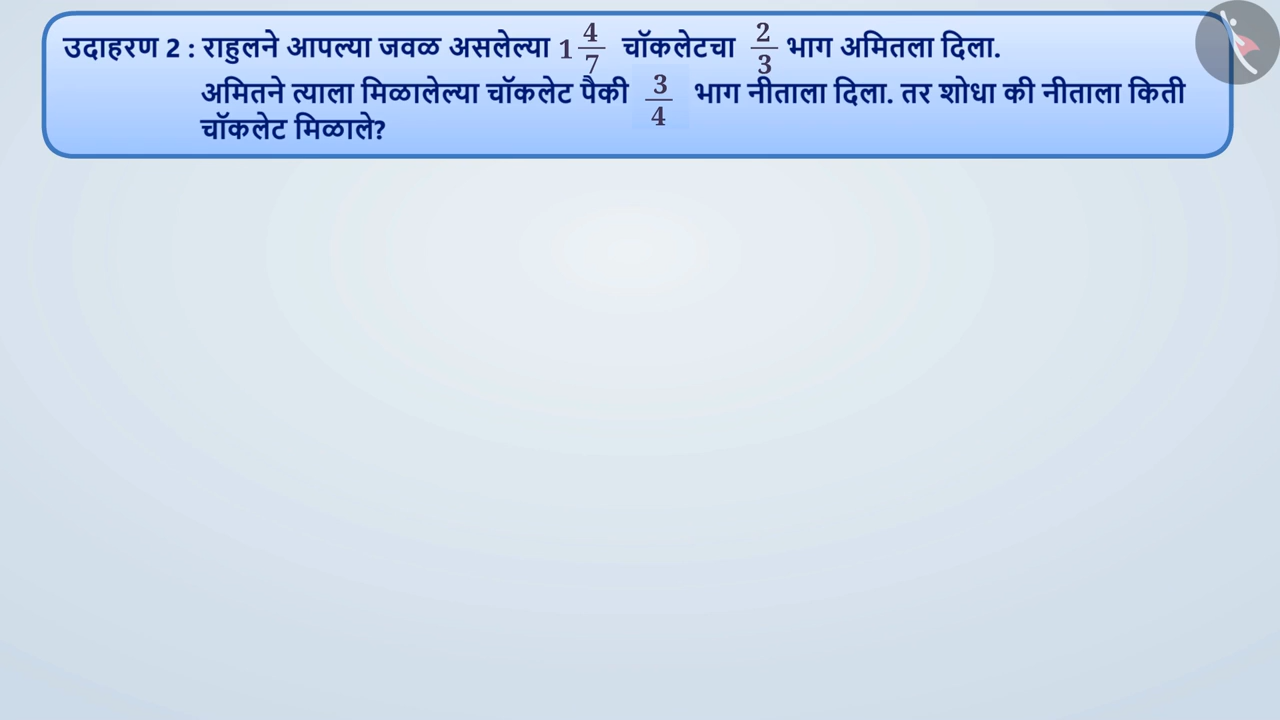 उदाहरण 2 : राहुलने आपल्या जवळ असलेल्या 1 4/7 चॉकलेटचा 2/3 भाग अमितला दिला.
अमितने त्याला मिळालेल्या चॉकलेट पैकी 3/4 भाग नीताला दिला. तर शोधा की नीताला किती
चॉकलेट मिळाले?